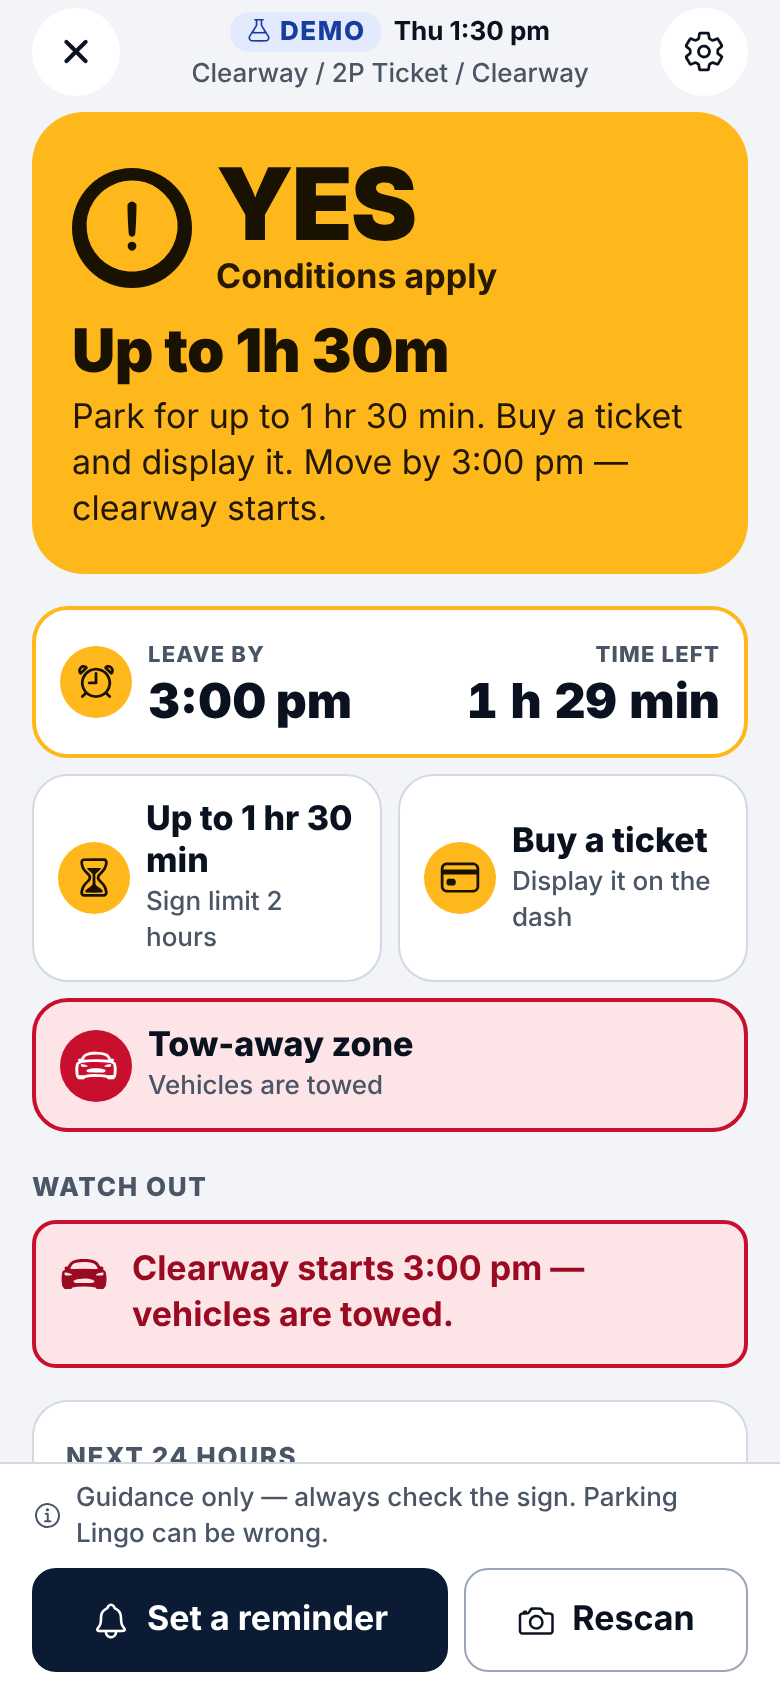 DEMO Thu 1:30 pm
Clearway / 2P Ticket / Clearway
YES
Conditions apply
Up to 1h 30m
Park for up to 1 hr 30 min. Buy a ticket
and display it. Move by 3:00 pm —
clearway starts.
LEAVE BY
3:00 pm
TIME LEFT
1 h 29 min
Up to 1 hr 30
min
Sign limit 2
hours
Buy a ticket
Display it on the
dash
Tow-away zone
Vehicles are towed
WATCH OUT
Clearway starts 3:00 pm —
vehicles are towed.
NEXT 24 HOURS
Guidance only — always check the sign. Parking
Lingo can be wrong.
Set a reminder
Rescan